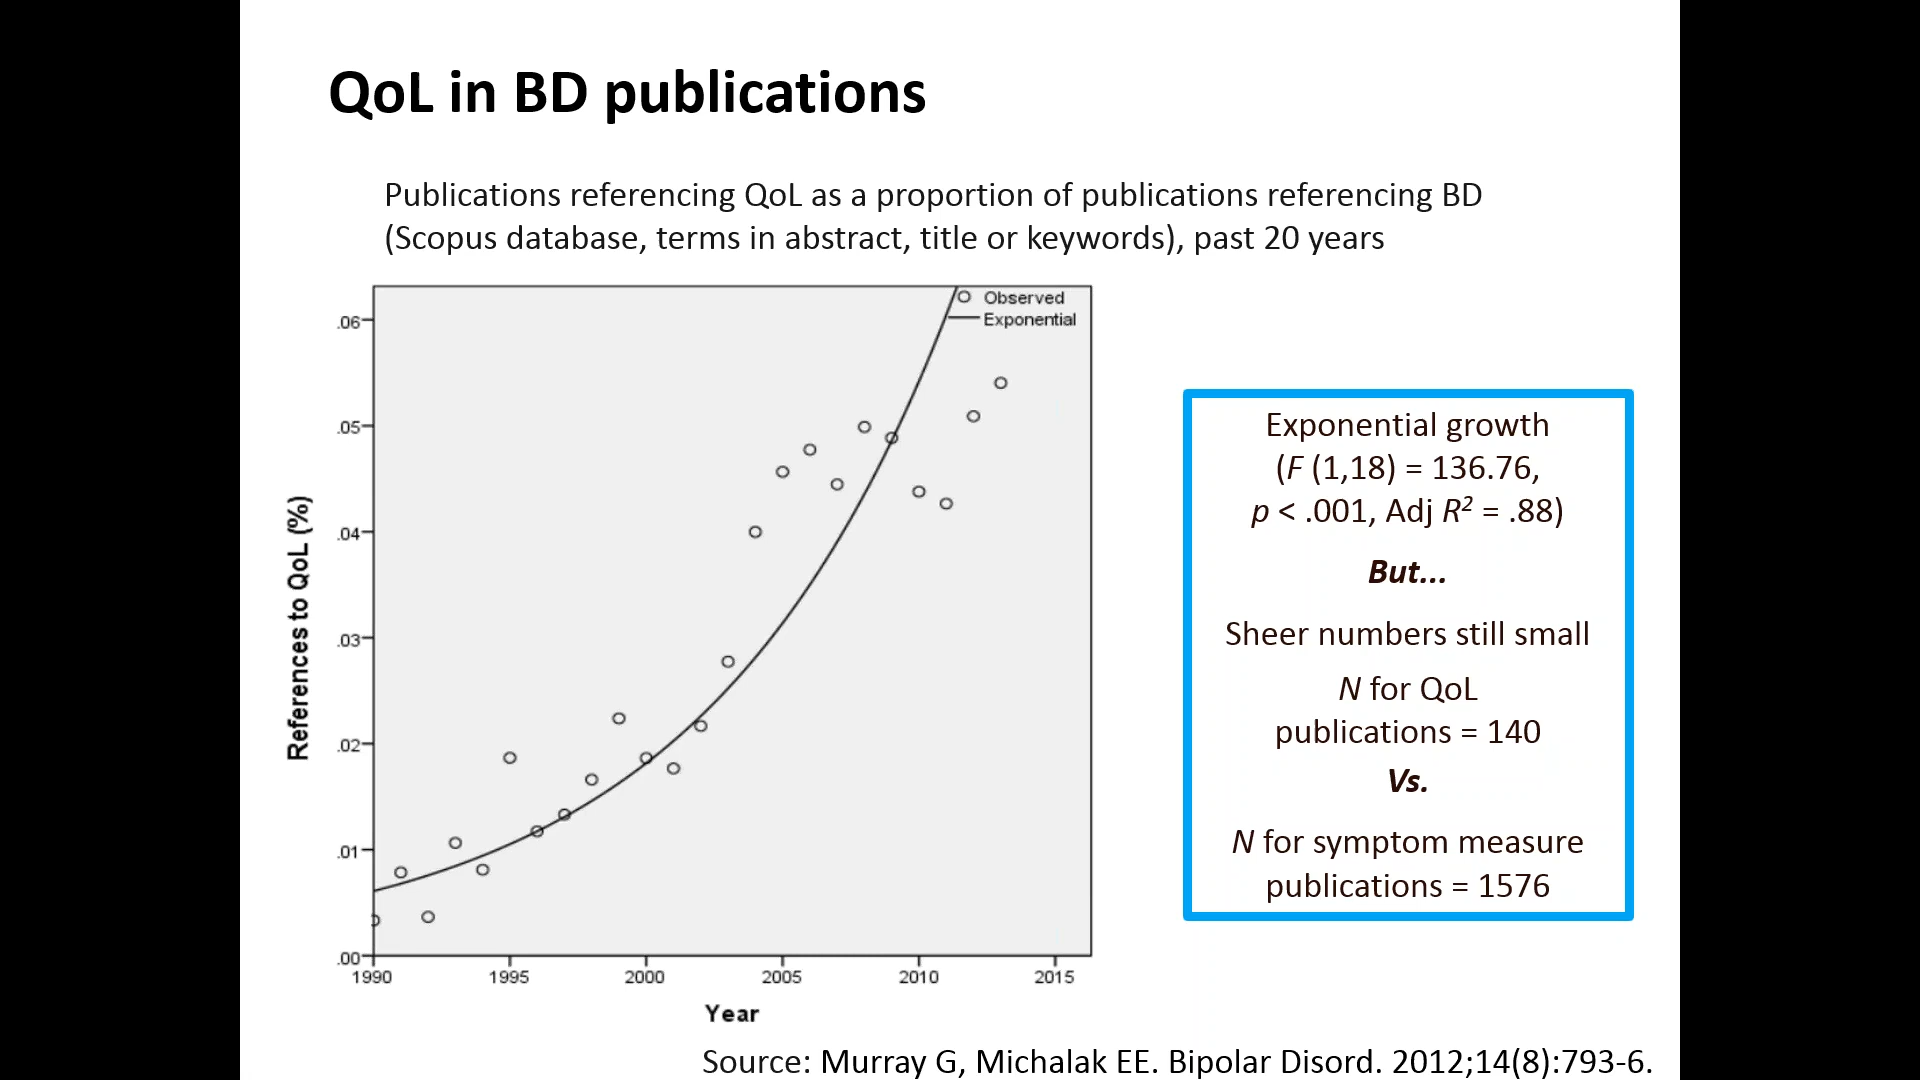 QoL in BD publications
Publications referencing QoL as a proportion of publications referencing BD
(Scopus database, terms in abstract, title or keywords), past 20 years
Observed
Exponential
.06
.05
.04
.03
.02
.01
.00
References to QoL (%)
1990 1995 2000 2005 2010 2015
Year
Exponential growth
(F (1,18) = 136.76,
p < .001, Adj R² = .88)
But...
Sheer numbers still small
N for QoL
publications = 140
Vs.
N for symptom measure
publications = 1576
Source: Murray G, Michalak EE. Bipolar Disord. 2012;14(8):793-6.